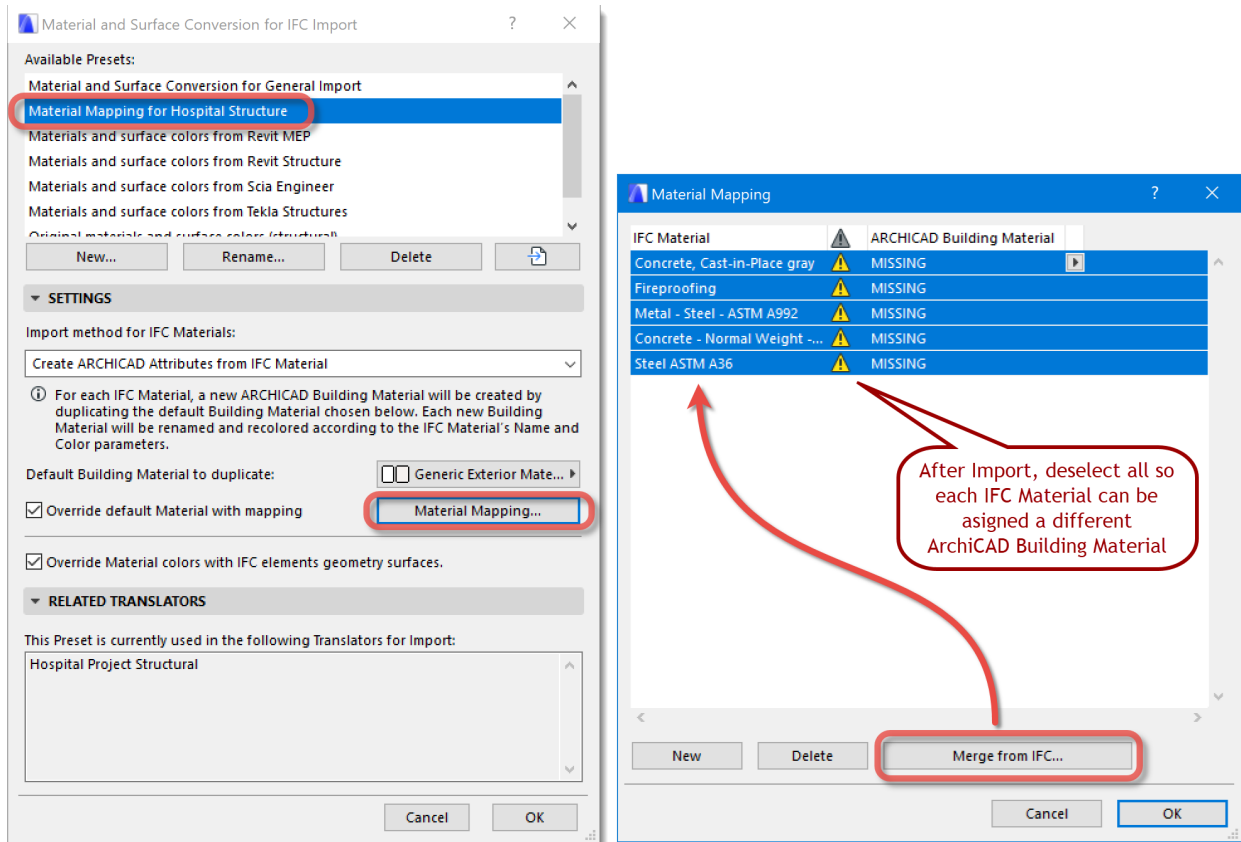 Material and Surface Conversion for IFC Import
?
Available Presets:
Material and Surface Conversion for General Import
Material Mapping for Hospital Structure
Materials and surface colors from Revit MEP
Materials and surface colors from Revit Structure
Materials and surface colors from Scia Engineer
Materials and surface colors from Tekla Structures
Original materials and surface colors (structural)
New...
Rename...
Delete
SETTINGS
Import method for IFC Materials:
Create ARCHICAD Attributes from IFC Material
For each IFC Material, a new ARCHICAD Building Material will be created by
duplicating the default Building Material chosen below. Each new Building
Material will be renamed and recolored according to the IFC Material's Name and
Color parameters.
Default Building Material to duplicate:
Generic Exterior Mate...
Override default Material with mapping
Material Mapping...
Override Material colors with IFC elements geometry surfaces.
RELATED TRANSLATORS
This Preset is currently used in the following Translators for Import:
Hospital Project Structural
Cancel
OK
Material Mapping
?
IFC Material
ARCHICAD Building Material
Concrete, Cast-in-Place gray MISSING
Fireproofing MISSING
Metal - Steel - ASTM A992 MISSING
Concrete - Normal Weight -... MISSING
Steel ASTM A36 MISSING
After Import, deselect all so
each IFC Material can be
asigned a different
ArchiCAD Building Material
New
Delete
Merge from IFC...
Cancel
OK